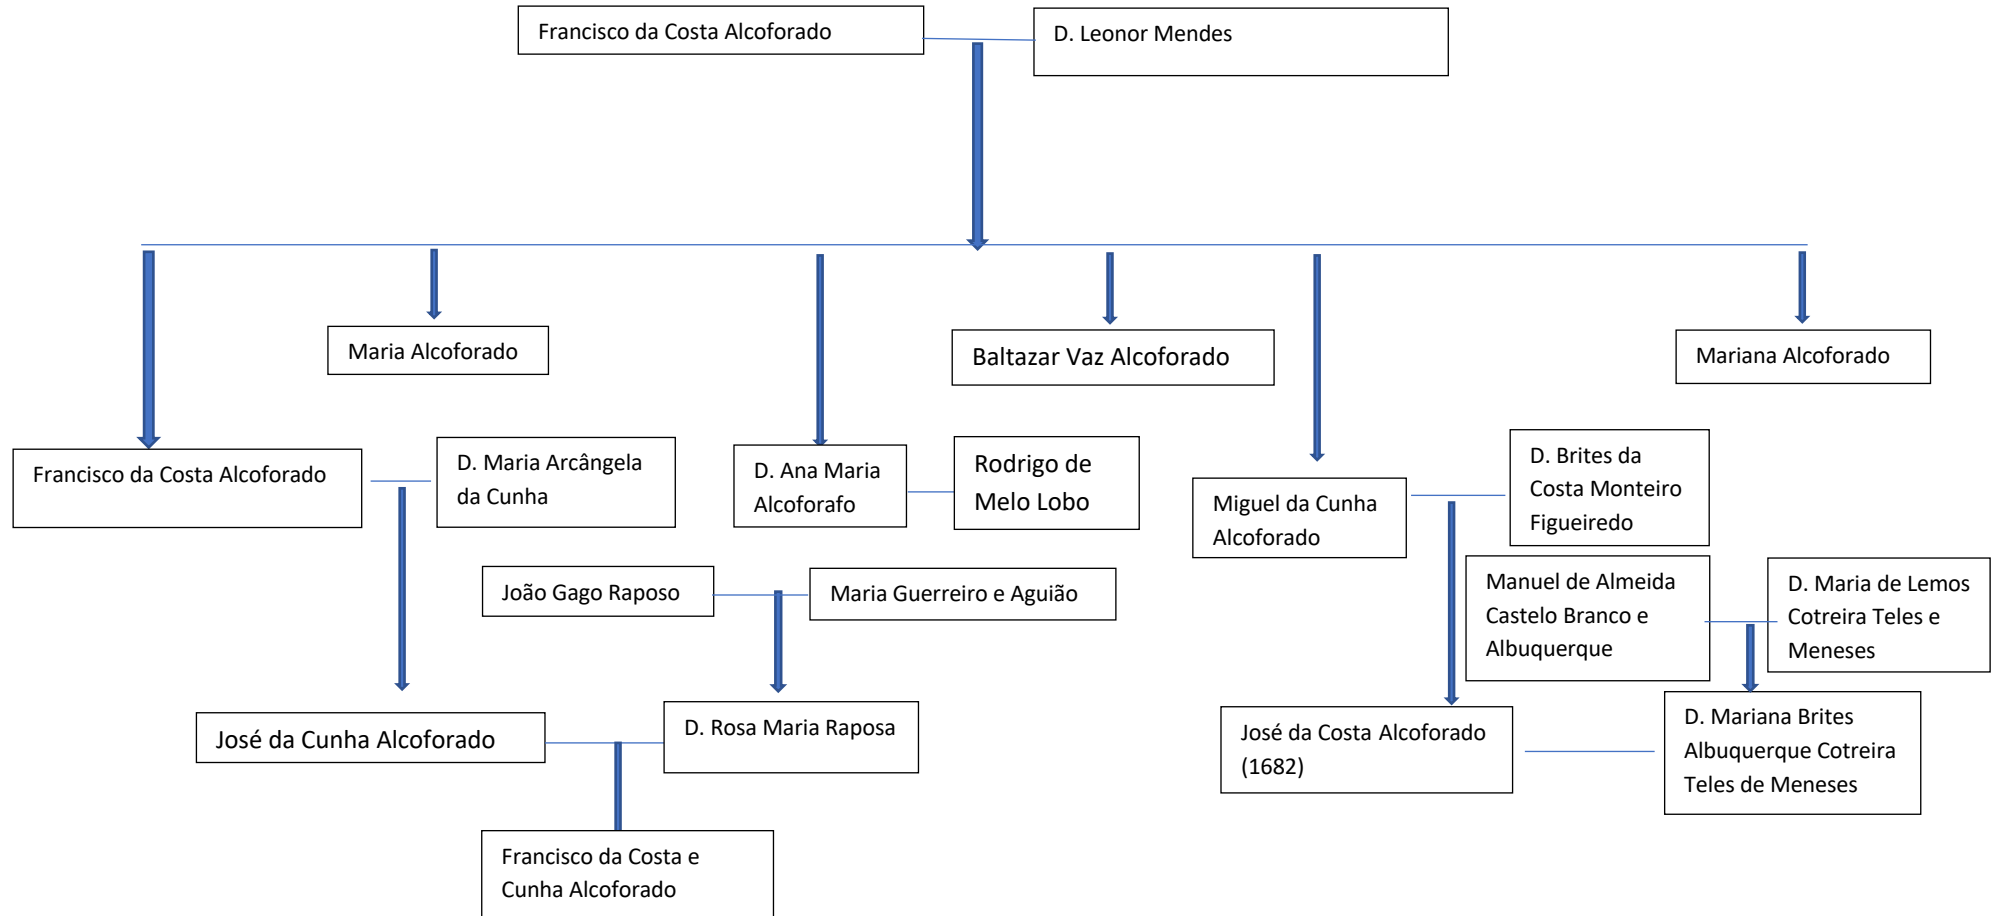 Francisco da Costa Alcoforado
D. Leonor Mendes
Maria Alcoforado
Baltazar Vaz Alcoforado
Mariana Alcoforado
Francisco da Costa Alcoforado
D. Maria Arcângela
da Cunha
D. Ana Maria
Alcoforafo
Rodrigo de
Melo Lobo
Miguel da Cunha
Alcoforado
D. Brites da
Costa Monteiro
Figueiredo
João Gago Raposo
Maria Guerreiro e Aguião
Manuel de Almeida
Castelo Branco e
Albuquerque
D. Maria de Lemos
Cotreira Teles e
Meneses
José da Cunha Alcoforado
D. Rosa Maria Raposa
José da Costa Alcoforado
(1682)
D. Mariana Brites
Albuquerque Cotreira
Teles de Meneses
Francisco da Costa e
Cunha Alcoforado